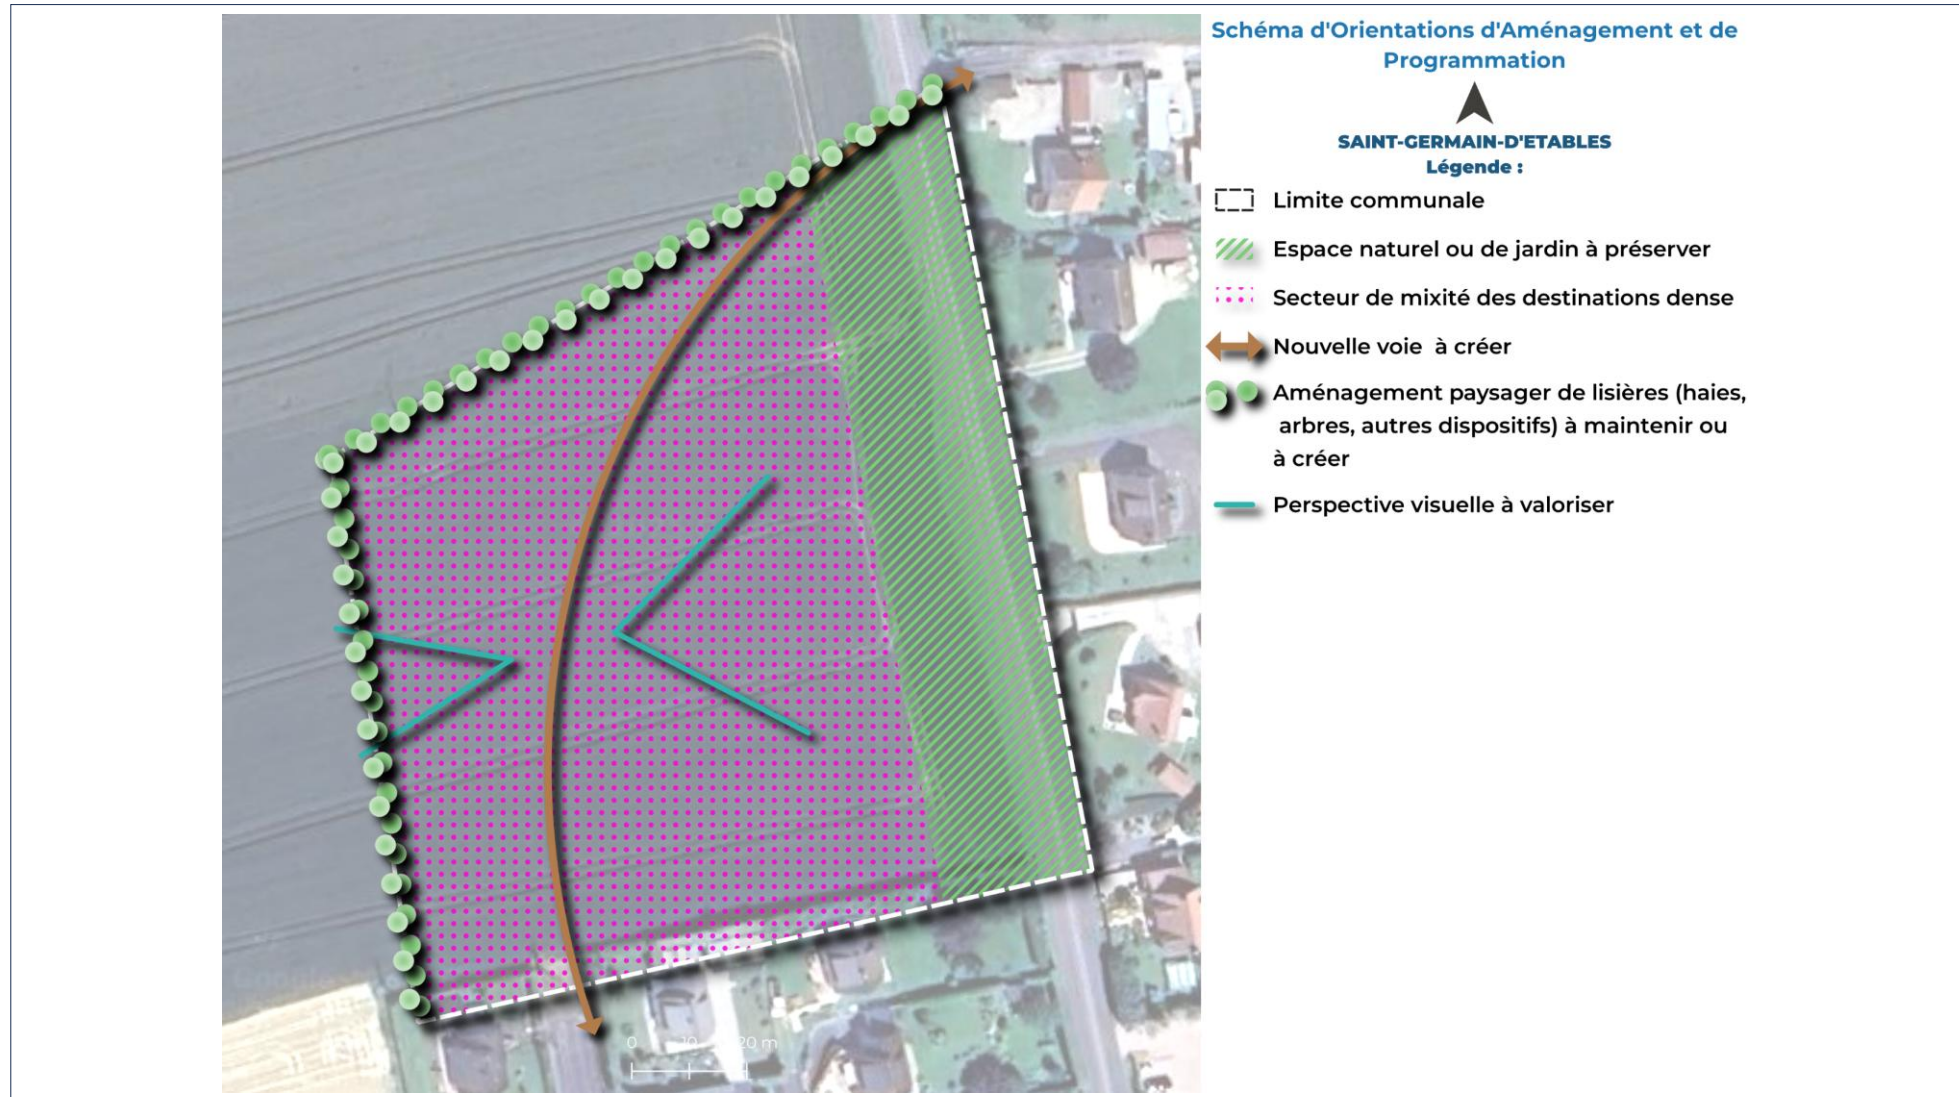 Schéma d'Orientations d'Aménagement et de
Programmation
SAINT-GERMAIN-D'ETABLES
Légende :
Limite communale
Espace naturel ou de jardin à préserver
Secteur de mixité des destinations dense
Nouvelle voie à créer
Aménagement paysager de lisières (haies,
arbres, autres dispositifs) à maintenir ou
à créer
Perspective visuelle à valoriser
0 10 20 m